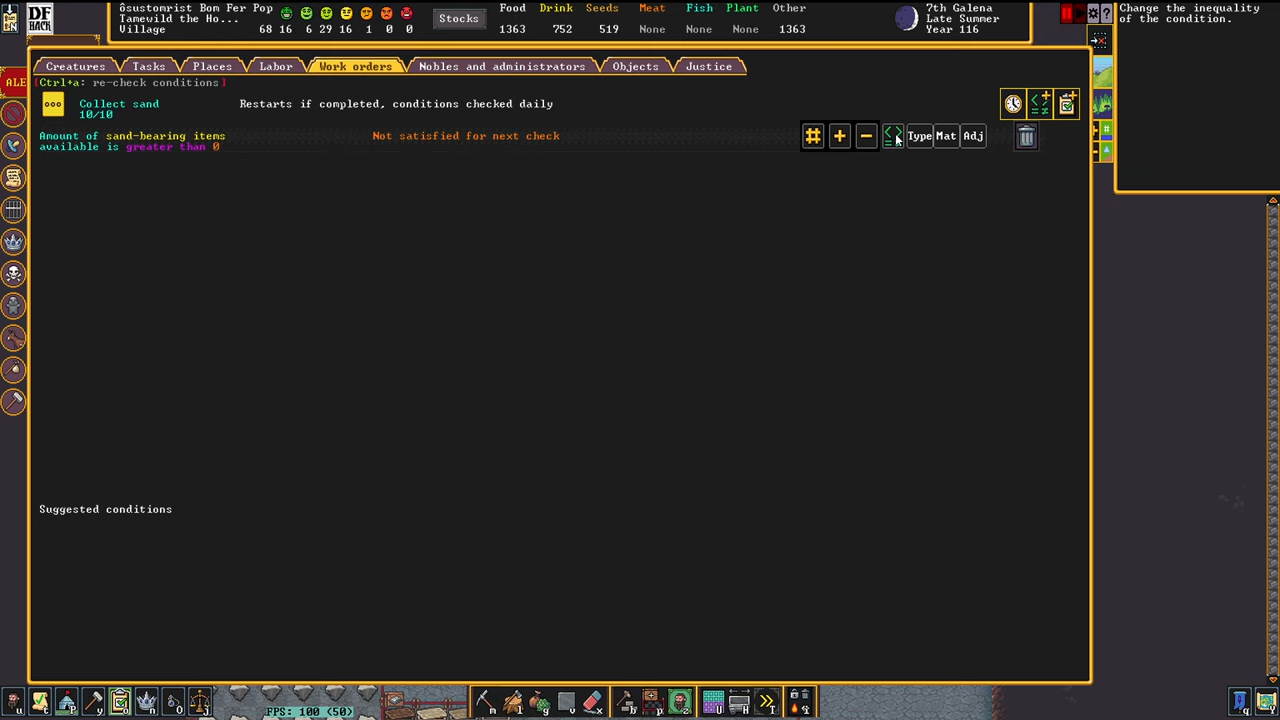 DF HACK
ösustomrist Bom Fer Pop
Tamewild the Ho...
Village 68 16 6 29 16 1 0 0
Stocks
Food Drink Seeds Meat Fish Plant Other
1363 752 519 None None None 1363
7th Galena
Late Summer
Year 116
Change the inequality
of the condition.
Creatures Tasks Places Labor Work orders Nobles and administrators Objects Justice
ALE
[Ctrl+a: re-check conditions]
Collect sand Restarts if completed, conditions checked daily
10/10
Amount of sand-bearing items Not satisfied for next check
available is greater than 0
Type Mat Adj
Suggested conditions
FPS: 100 (50)